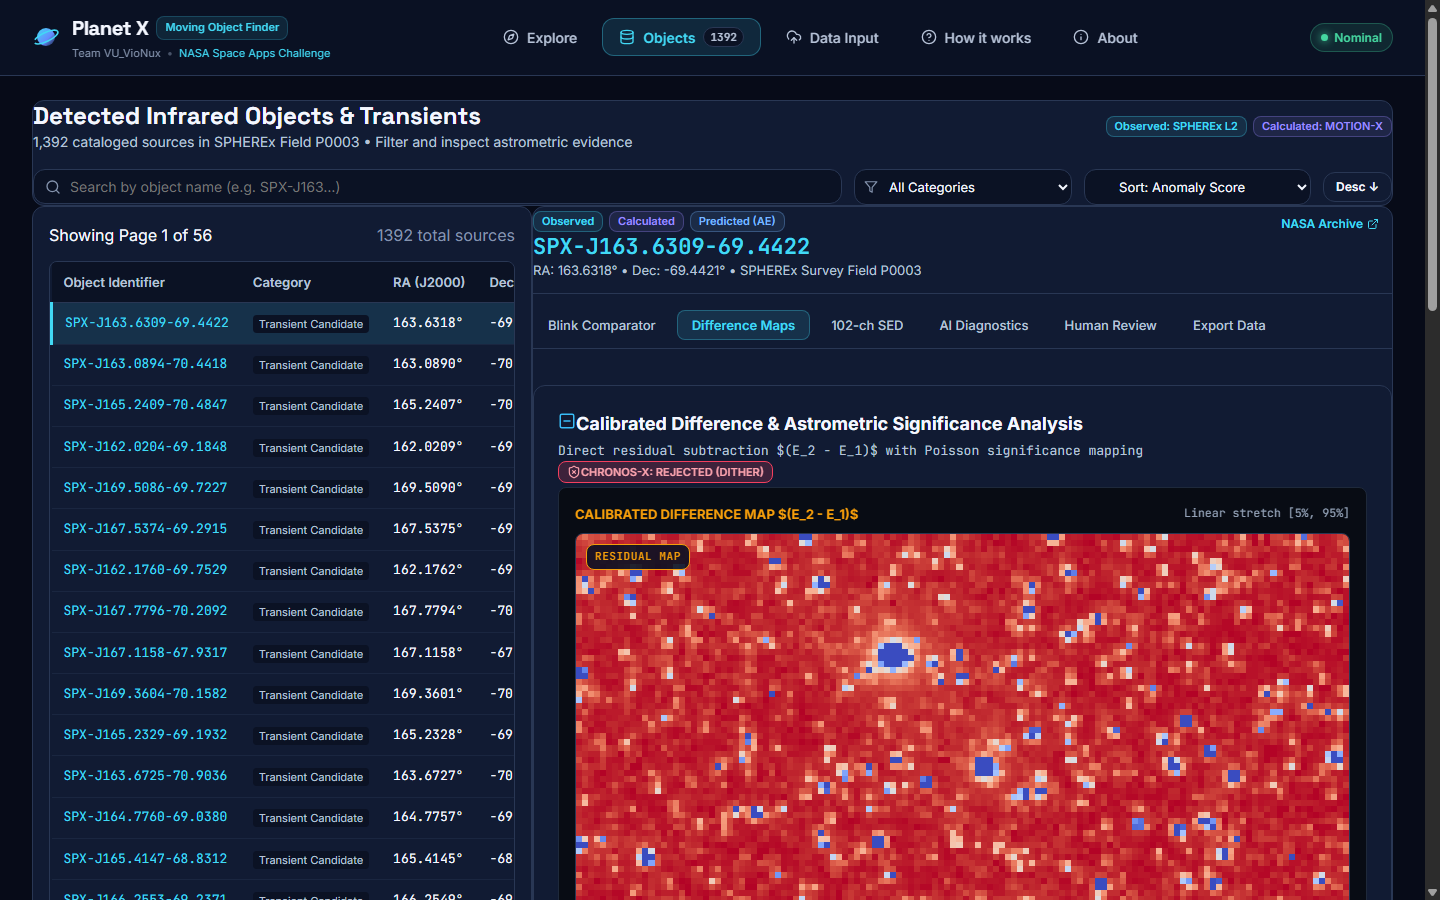 Planet X Moving Object Finder
Team VU_VioNux • NASA Space Apps Challenge
Explore
Objects 1392
Data Input
How it works
About
Nominal
Detected Infrared Objects & Transients
1,392 cataloged sources in SPHEREx Field P0003 • Filter and inspect astrometric evidence
Observed: SPHEREx L2
Calculated: MOTION-X
Search by object name (e.g. SPX-J163...)
All Categories
Sort: Anomaly Score
Desc ↓
Showing Page 1 of 56
1392 total sources
Object Identifier Category RA (J2000) Dec
SPX-J163.6309-69.4422 Transient Candidate 163.6318° -69
SPX-J163.0894-70.4418 Transient Candidate 163.0890° -70
SPX-J165.2409-70.4847 Transient Candidate 165.2407° -70
SPX-J162.0204-69.1848 Transient Candidate 162.0209° -69
SPX-J169.5086-69.7227 Transient Candidate 169.5090° -69
SPX-J167.5374-69.2915 Transient Candidate 167.5375° -69
SPX-J162.1760-69.7529 Transient Candidate 162.1762° -69
SPX-J167.7796-70.2092 Transient Candidate 167.7794° -70
SPX-J167.1158-67.9317 Transient Candidate 167.1158° -67
SPX-J169.3604-70.1582 Transient Candidate 169.3601° -70
SPX-J165.2329-69.1932 Transient Candidate 165.2328° -69
SPX-J163.6725-70.9036 Transient Candidate 163.6727° -70
SPX-J164.7760-69.0380 Transient Candidate 164.7757° -69
SPX-J165.4147-68.8312 Transient Candidate 165.4145° -68
SPX-J166.2553-69.2371 Transient Candidate 166.2549° -69
Observed Calculated Predicted (AE)
NASA Archive
SPX-J163.6309-69.4422
RA: 163.6318° • Dec: -69.4421° • SPHEREx Survey Field P0003
Blink Comparator
Difference Maps
102-ch SED
AI Diagnostics
Human Review
Export Data
Calibrated Difference & Astrometric Significance Analysis
Direct residual subtraction $(E_2 - E_1)$ with Poisson significance mapping
CHRONOS-X: REJECTED (DITHER)
CALIBRATED DIFFERENCE MAP $(E_2 - E_1)$
Linear stretch [5%, 95%]
RESIDUAL MAP